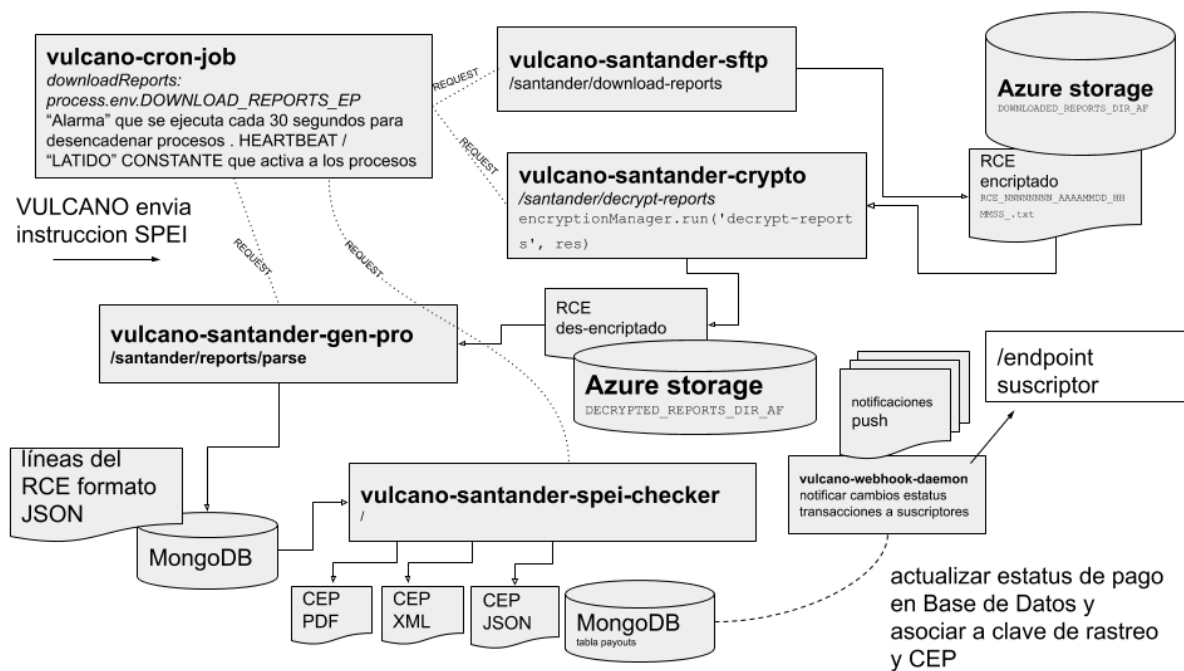 vulcano-cron-job
downloadReports:
process.env.DOWNLOAD_REPORTS_EP
“Alarma” que se ejecuta cada 30 segundos para
desencadenar procesos . HEARTBEAT /
“LATIDO” CONSTANTE que activa a los procesos
REQUEST
REQUEST
REQUEST
REQUEST
vulcano-santander-sftp
/santander/download-reports
Azure storage
DOWNLOADED_REPORTS_DIR_AF
RCE
encriptado
RCE_NNNNNNNN_AAAAMMDD_HH
MMSS_.txt
vulcano-santander-crypto
/santander/decrypt-reports
encryptionManager.run('decrypt-report
s', res)
VULCANO envia
instruccion SPEI
vulcano-santander-gen-pro
/santander/reports/parse
RCE
des-encriptado
Azure storage
DECRYPTED_REPORTS_DIR_AF
/endpoint
suscriptor
notificaciones
push
vulcano-webhook-daemon
notificar cambios estatus
transacciones a suscriptores
líneas del
RCE formato
JSON
MongoDB
vulcano-santander-spei-checker
/
CEP
PDF
CEP
XML
CEP
JSON
MongoDB
tabla payouts
actualizar estatus de pago
en Base de Datos y
asociar a clave de rastreo
y CEP